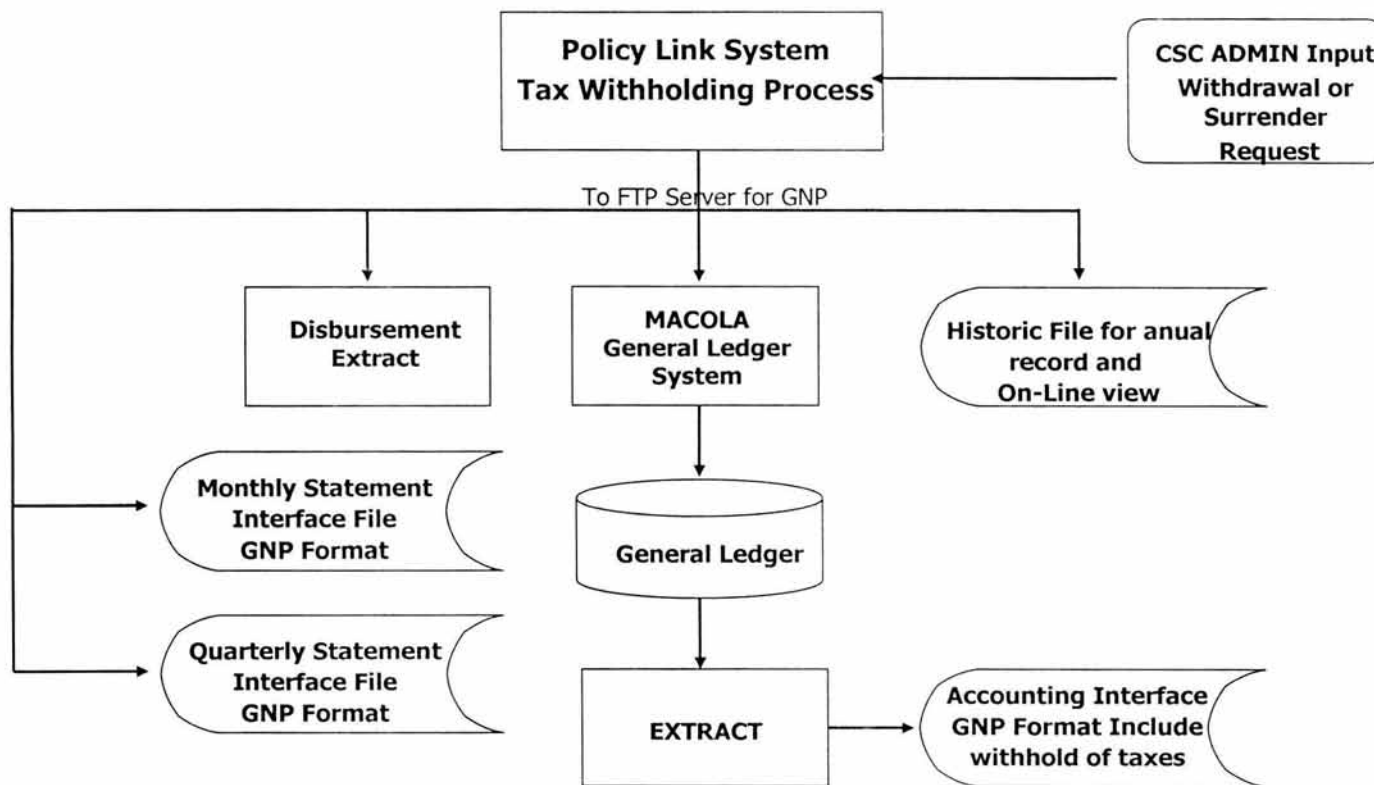 Policy Link System
Tax Withholding Process
CSC ADMIN Input
Withdrawal or
Surrender
Request
To FTP Server for GNP
Disbursement
Extract
MACOLA
General Ledger
System
Historic File for anual
record and
On-Line view
Monthly Statement
Interface File
GNP Format
General Ledger
Quarterly Statement
Interface File
GNP Format
EXTRACT
Accounting Interface
GNP Format Include
withhold of taxes